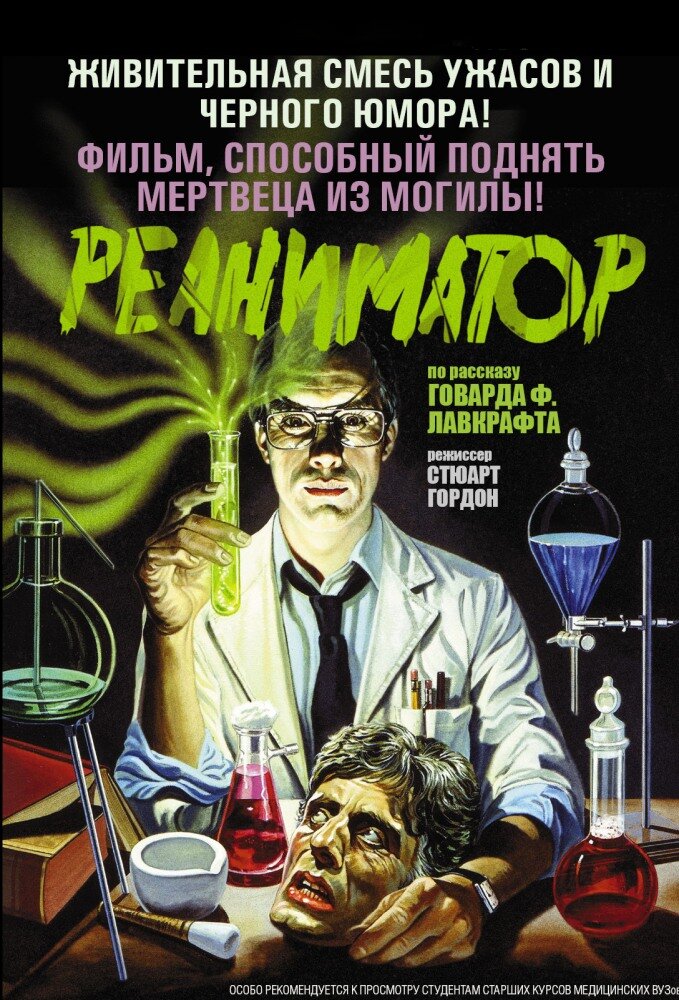 ЖИВИТЕЛЬНАЯ СМЕСЬ УЖАСОВ И
ЧЕРНОГО ЮМОРА!
ФИЛЬМ, СПОСОБНЫЙ ПОДНЯТЬ
МЕРТВЕЦА ИЗ МОГИЛЫ!
РЕАНИМАТОР
по рассказу
ГОВАРДА Ф.
ЛАВКРАФТА
режиссер
СТЮАРТ
ГОРДОН
ОСОБО РЕКОМЕНДУЕТСЯ К ПРОСМОТРУ СТУДЕНТАМ СТАРШИХ КУРСОВ МЕДИЦИНСКИХ ВУЗов